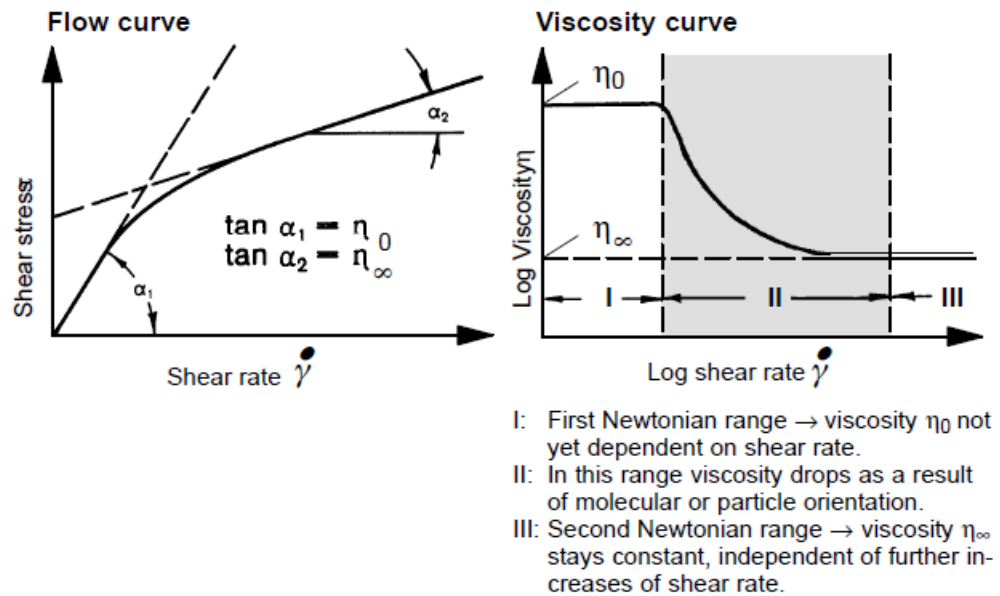 Flow curve
Shear stressτ
α₁
α₂
tan α₁ = η₀
tan α₂ = η∞
Shear rate γ̇
Viscosity curve
Log Viscosityη
η₀
η∞
I
II
III
Log shear rate γ̇
I: First Newtonian range → viscosity η₀ not
yet dependent on shear rate.
II: In this range viscosity drops as a result
of molecular or particle orientation.
III: Second Newtonian range → viscosity η∞
stays constant, independent of further in-
creases of shear rate.